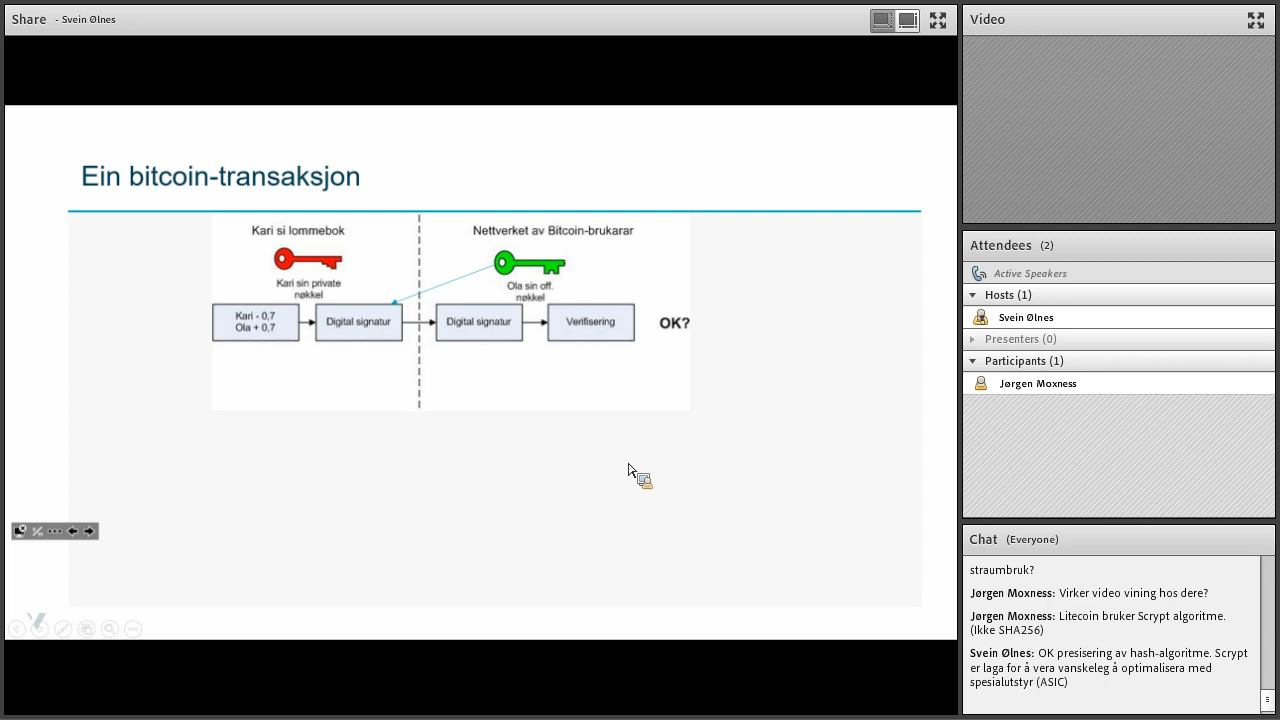 Share - Svein Ølnes
Ein bitcoin-transaksjon
Kari si lommebok
Nettverket av Bitcoin-brukarar
Kari sin private
nøkkel
Ola sin off.
nøkkel
Kari - 0,7
Ola + 0,7
Digital signatur
Digital signatur
Verifisering
OK?
Video
Attendees (2)
Active Speakers
Hosts (1)
Svein Ølnes
Presenters (0)
Participants (1)
Jørgen Moxness
Chat (Everyone)
straumbruk?
Jørgen Moxness: Virker video vining hos dere?
Jørgen Moxness: Litecoin bruker Scrypt algoritme.
(Ikke SHA256)
Svein Ølnes: OK presisering av hash-algoritme. Scrypt
er laga for å vera vanskeleg å optimalisera med
spesialutstyr (ASIC)